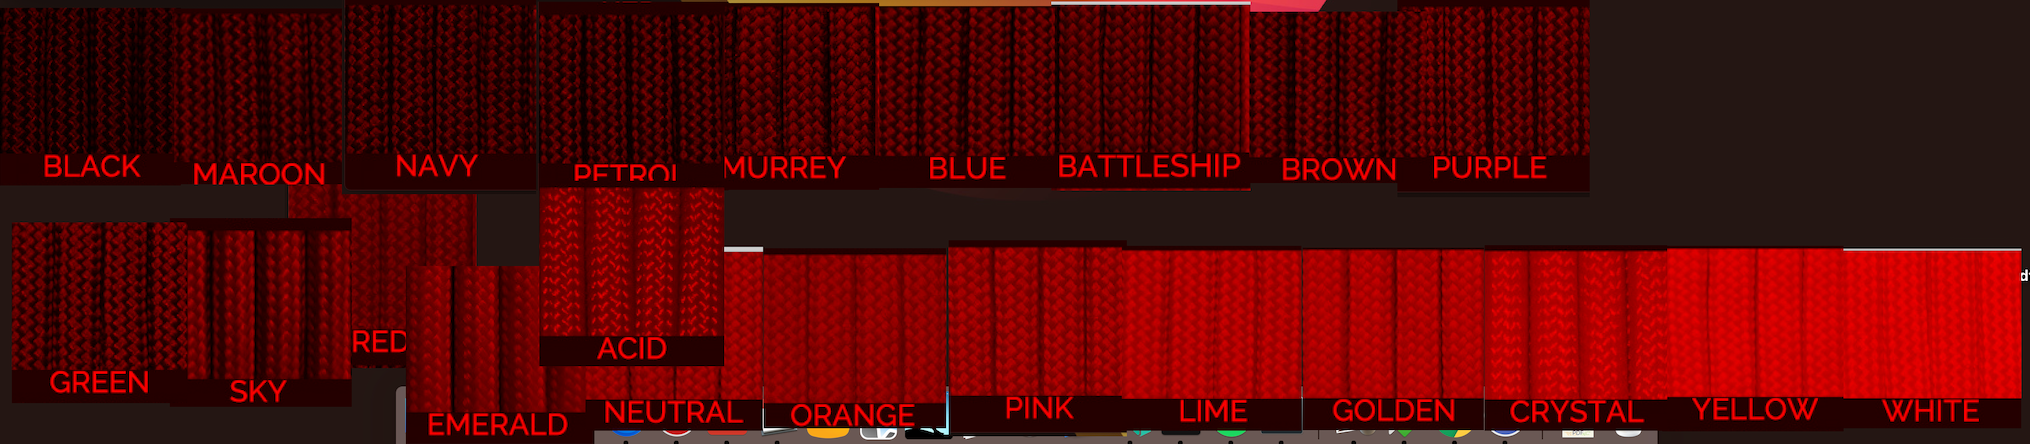 BLACK
MAROON
NAVY
PETROL
MURREY
BLUE
BATTLESHIP
BROWN
PURPLE
GREEN
SKY
RED
EMERALD
ACID
NEUTRAL
ORANGE
PINK
LIME
GOLDEN
CRYSTAL
YELLOW
WHITE